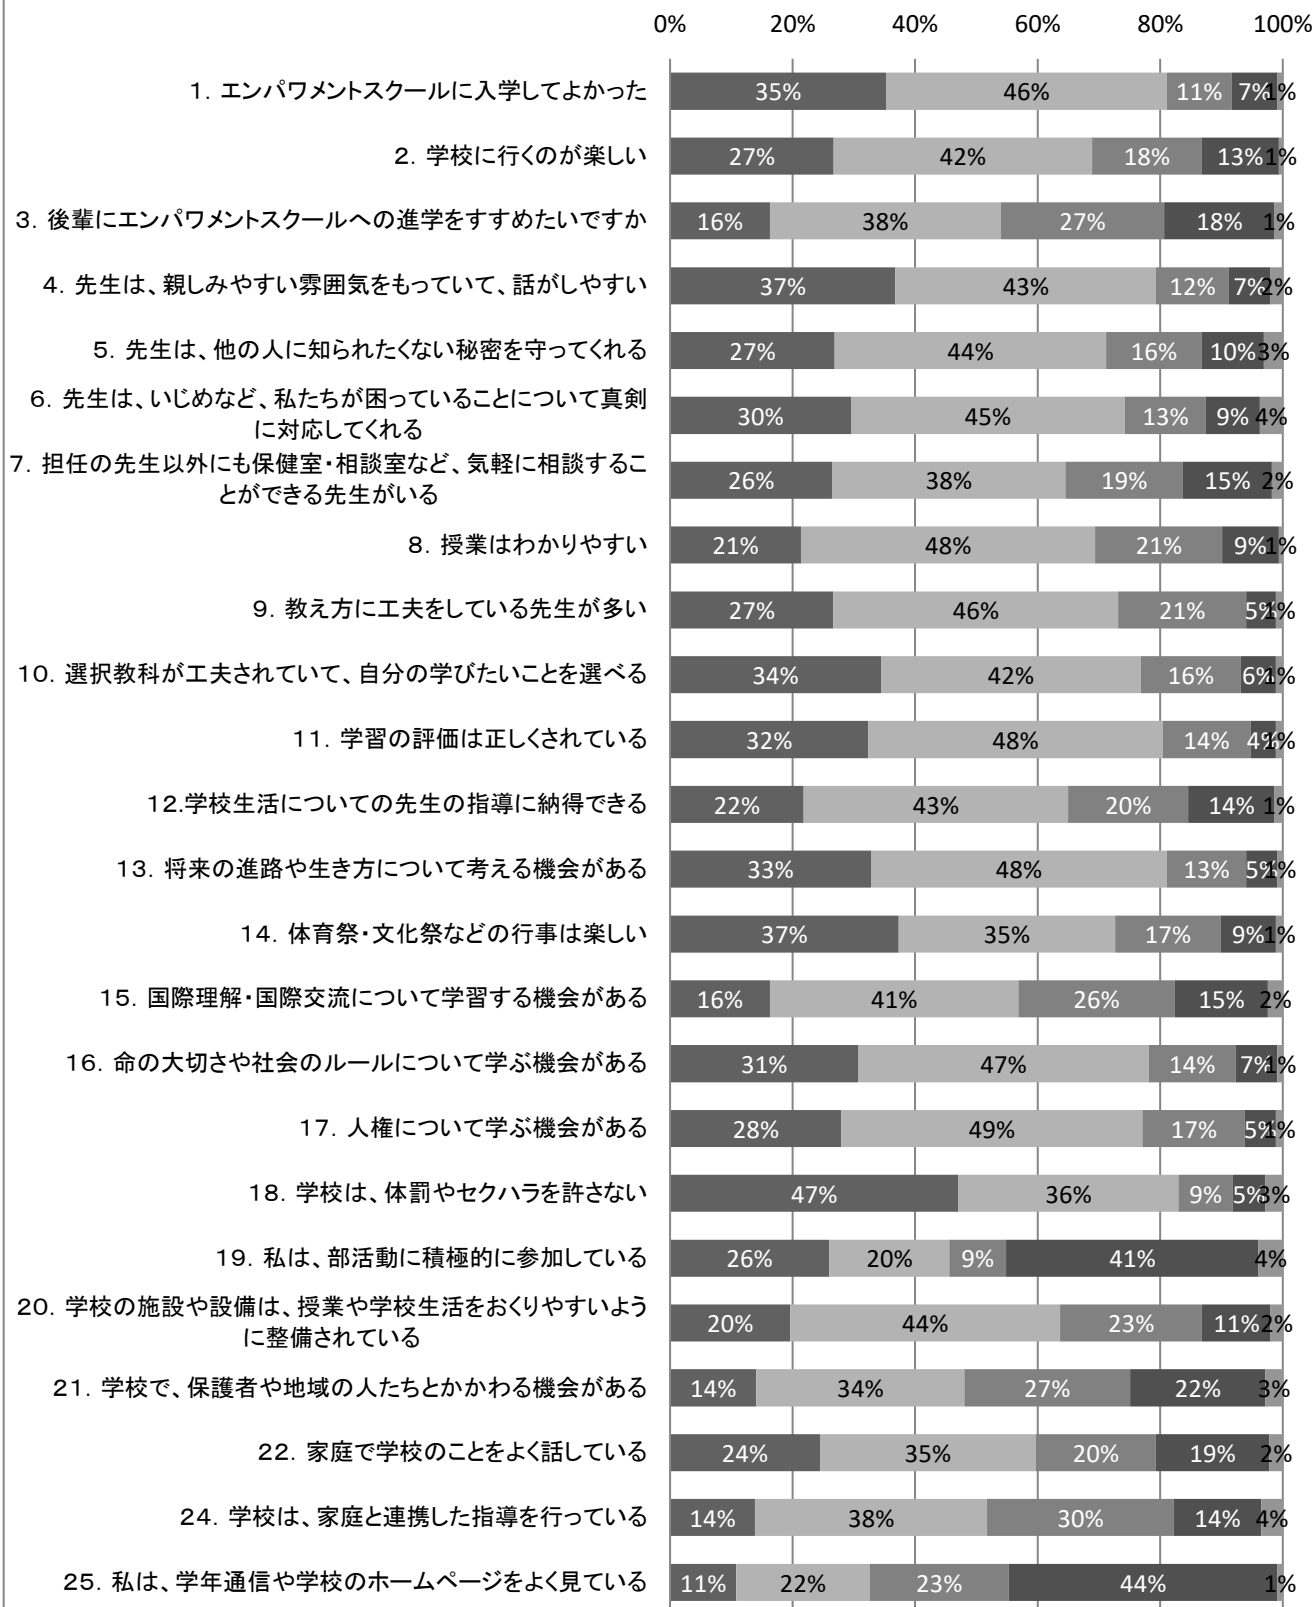 0% 20% 40% 60% 80% 100%
1．エンパワメントスクールに入学してよかった 35% 46% 11% 7% 1%
2．学校に行くのが楽しい 27% 42% 18% 13% 1%
3．後輩にエンパワメントスクールへの進学をすすめたいですか 16% 38% 27% 18% 1%
4．先生は、親しみやすい雰囲気をもっていて、話がしやすい 37% 43% 12% 7% 2%
5．先生は、他の人に知られたくない秘密を守ってくれる 27% 44% 16% 10% 3%
6．先生は、いじめなど、私たちが困っていることについて真剣
に対応してくれる 30% 45% 13% 9% 4%
7．担任の先生以外にも保健室・相談室など、気軽に相談するこ
とができる先生がいる 26% 38% 19% 15% 2%
8．授業はわかりやすい 21% 48% 21% 9% 1%
9．教え方に工夫をしている先生が多い 27% 46% 21% 5% 1%
10．選択教科が工夫されていて、自分の学びたいことを選べる 34% 42% 16% 6% 1%
11．学習の評価は正しくされている 32% 48% 14% 4% 1%
12.学校生活についての先生の指導に納得できる 22% 43% 20% 14% 1%
13．将来の進路や生き方について考える機会がある 33% 48% 13% 5% 1%
14．体育祭・文化祭などの行事は楽しい 37% 35% 17% 9% 1%
15．国際理解・国際交流について学習する機会がある 16% 41% 26% 15% 2%
16．命の大切さや社会のルールについて学ぶ機会がある 31% 47% 14% 7% 1%
17．人権について学ぶ機会がある 28% 49% 17% 5% 1%
18．学校は、体罰やセクハラを許さない 47% 36% 9% 5% 3%
19．私は、部活動に積極的に参加している 26% 20% 9% 41% 4%
20．学校の施設や設備は、授業や学校生活をおくりやすいよう
に整備されている 20% 44% 23% 11% 2%
21．学校で、保護者や地域の人たちとかかわる機会がある 14% 34% 27% 22% 3%
22．家庭で学校のことをよく話している 24% 35% 20% 19% 2%
24．学校は、家庭と連携した指導を行っている 14% 38% 30% 14% 4%
25．私は、学年通信や学校のホームページをよく見ている 11% 22% 23% 44% 1%